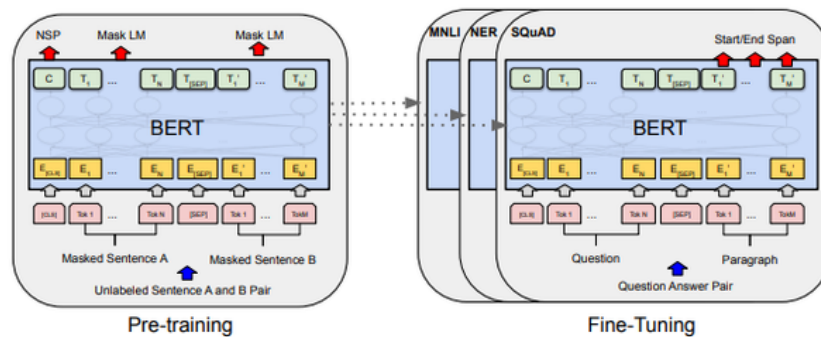 NSP Mask LM Mask LM
C T1 ... TN T[SEP] T1' ... TM'
BERT
E[CLS] E1 ... EN E[SEP] E1' ... EM'
[CLS] Tok 1 ... Tok N [SEP] Tok 1 ... TokM
Masked Sentence A Masked Sentence B
Unlabeled Sentence A and B Pair
Pre-training
MNLI NER SQuAD
Start/End Span
C T1 ... TN T[SEP] T1' ... TM'
BERT
E[CLS] E1 ... EN E[SEP] E1' ... EM'
[CLS] Tok 1 ... Tok N [SEP] Tok 1 ... TokM
Question Paragraph
Question Answer Pair
Fine-Tuning